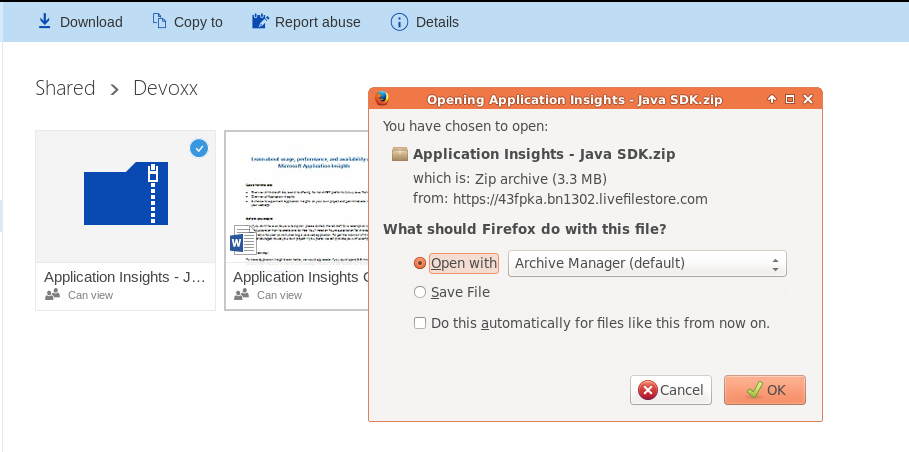 Download Copy to Report abuse Details
Shared > Devoxx
Opening Application Insights - Java SDK.zip
You have chosen to open:
Application Insights - Java SDK.zip
which is: Zip archive (3.3 MB)
from: https://43fpka.bn1302.livefilestore.com
What should Firefox do with this file?
Open with Archive Manager (default)
Save File
Do this automatically for files like this from now on.
Cancel OK
Learn about usage, performance, and availability
Microsoft Application Insights
W
Application Insights - J...
Can view
Application Insights
Can view